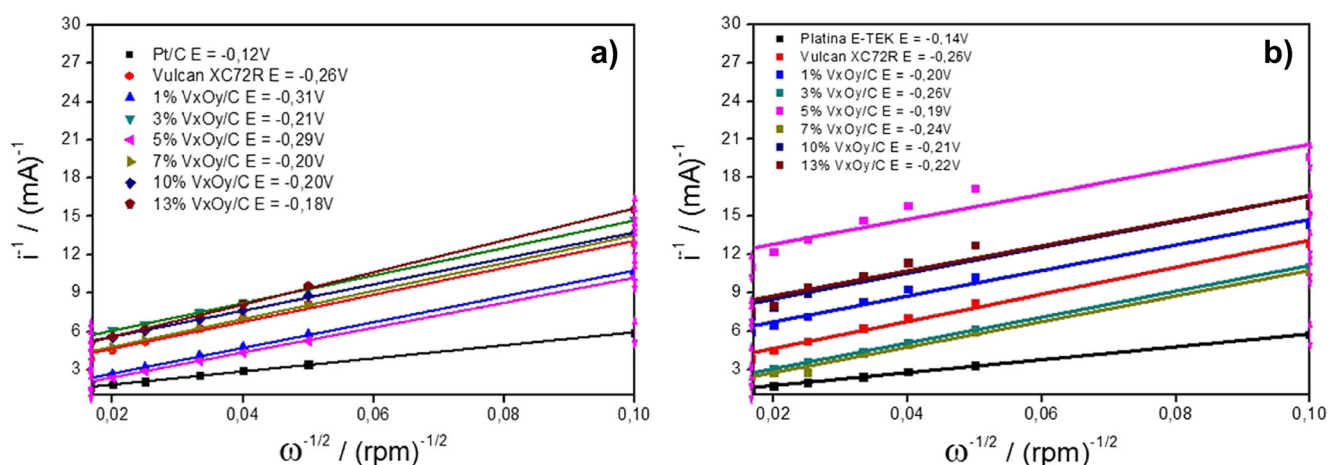 a)
30
27
24
21
18
15
12
9
6
3
i⁻¹ / (mA)⁻¹
Pt/C E = -0,12V
Vulcan XC72R E = -0,26V
1% VxOy/C E = -0,31V
3% VxOy/C E = -0,21V
5% VxOy/C E = -0,29V
7% VxOy/C E = -0,20V
10% VxOy/C E = -0,20V
13% VxOy/C E = -0,18V
0,02 0,04 0,06 0,08 0,10
ω⁻¹/² / (rpm)⁻¹/²
b)
30
27
24
21
18
15
12
9
6
3
i⁻¹ / (mA)⁻¹
Platina E-TEK E = -0,14V
Vulcan XC72R E = -0,26V
1% VxOy/C E = -0,20V
3% VxOy/C E = -0,26V
5% VxOy/C E = -0,19V
7% VxOy/C E = -0,24V
10% VxOy/C E = -0,21V
13% VxOy/C E = -0,22V
0,02 0,04 0,06 0,08 0,10
ω⁻¹/² / (rpm)⁻¹/²